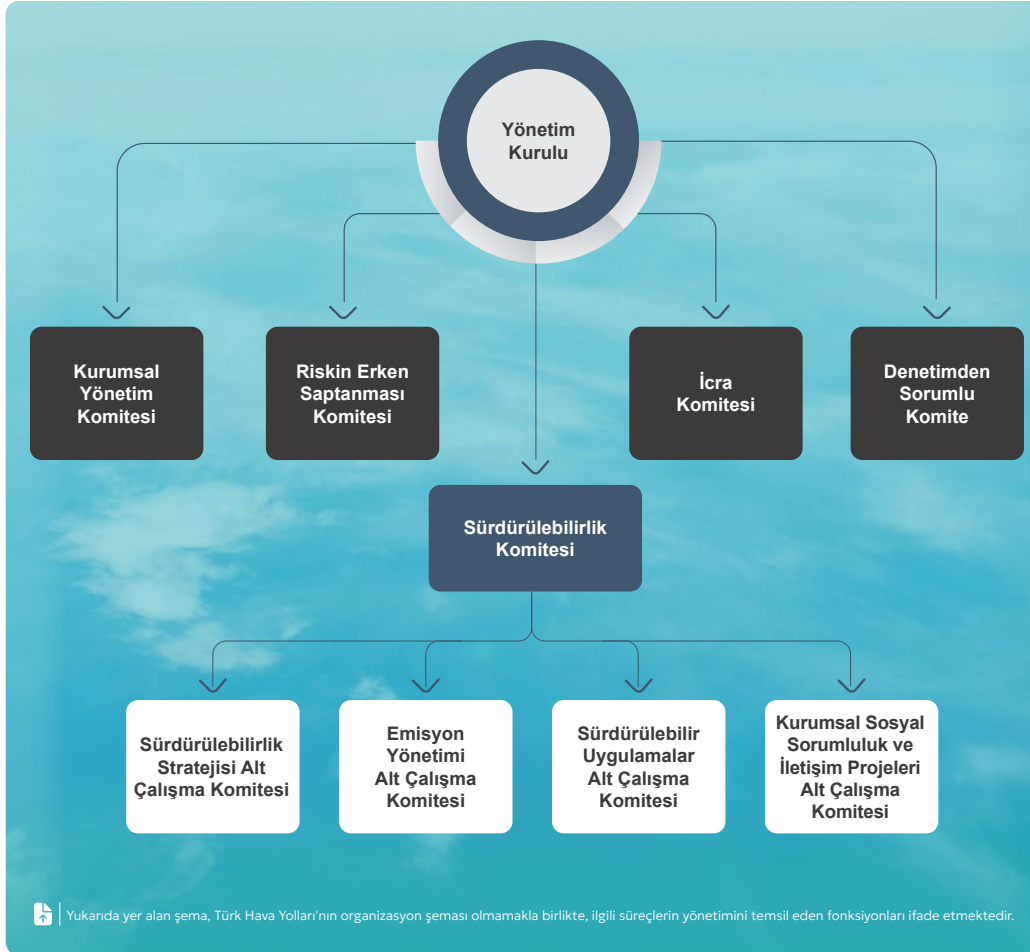 Yönetim
Kurulu
Kurumsal
Yönetim
Komitesi
Riskin Erken
Saptanması
Komitesi
İcra
Komitesi
Denetimden
Sorumlu
Komite
Sürdürülebilirlik
Komitesi
Sürdürülebilirlik
Stratejisi Alt
Çalışma Komitesi
Emisyon
Yönetimi
Alt Çalışma
Komitesi
Sürdürülebilir
Uygulamalar
Alt Çalışma
Komitesi
Kurumsal Sosyal
Sorumluluk ve
İletişim Projeleri
Alt Çalışma
Komitesi
Yukarıda yer alan şema, Türk Hava Yolları'nın organizasyon şeması olmamakla birlikte, ilgili süreçlerin yönetimini temsil eden fonksiyonları ifade etmektedir.